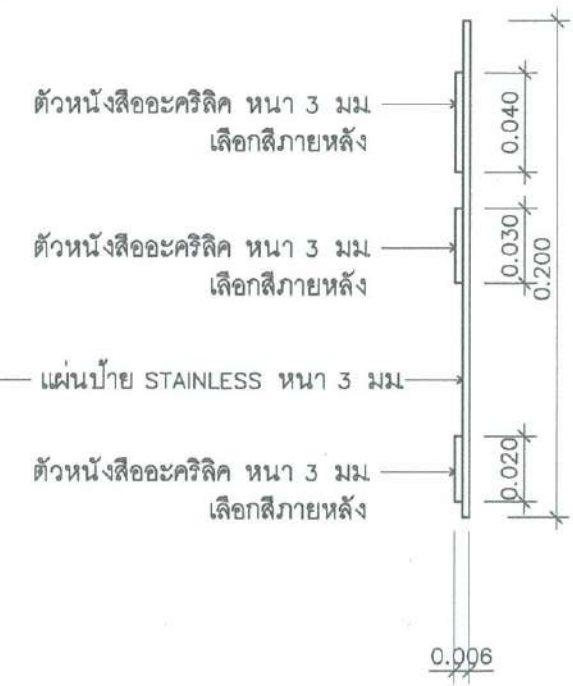 ตัวหนังสืออะคริลิค หนา 3 มม.
เลือกสีภายหลัง
0.040
ตัวหนังสืออะคริลิค หนา 3 มม.
เลือกสีภายหลัง
0.030
0.200
แผ่นป้าย STAINLESS หนา 3 มม.
ตัวหนังสืออะคริลิค หนา 3 มม.
เลือกสีภายหลัง
0.020
0.006